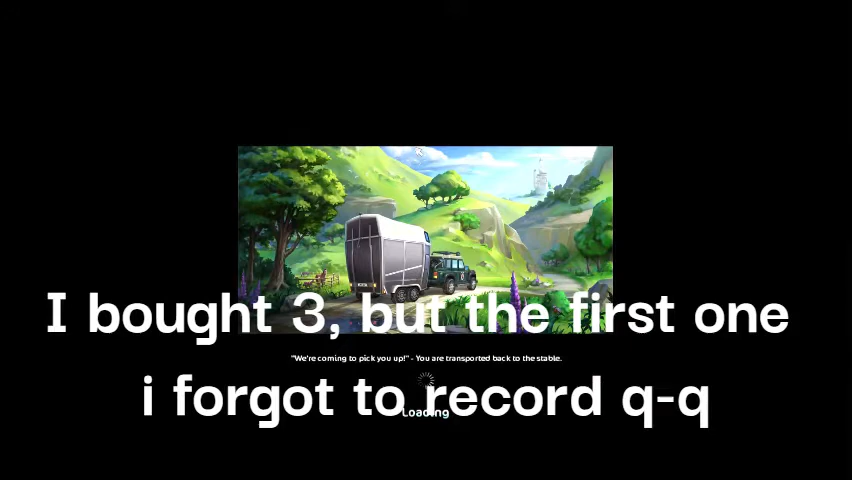 I bought 3, but the first one
"We're coming to pick you up!" - You are transported back to the stable.
i forgot to record q-q
Loading